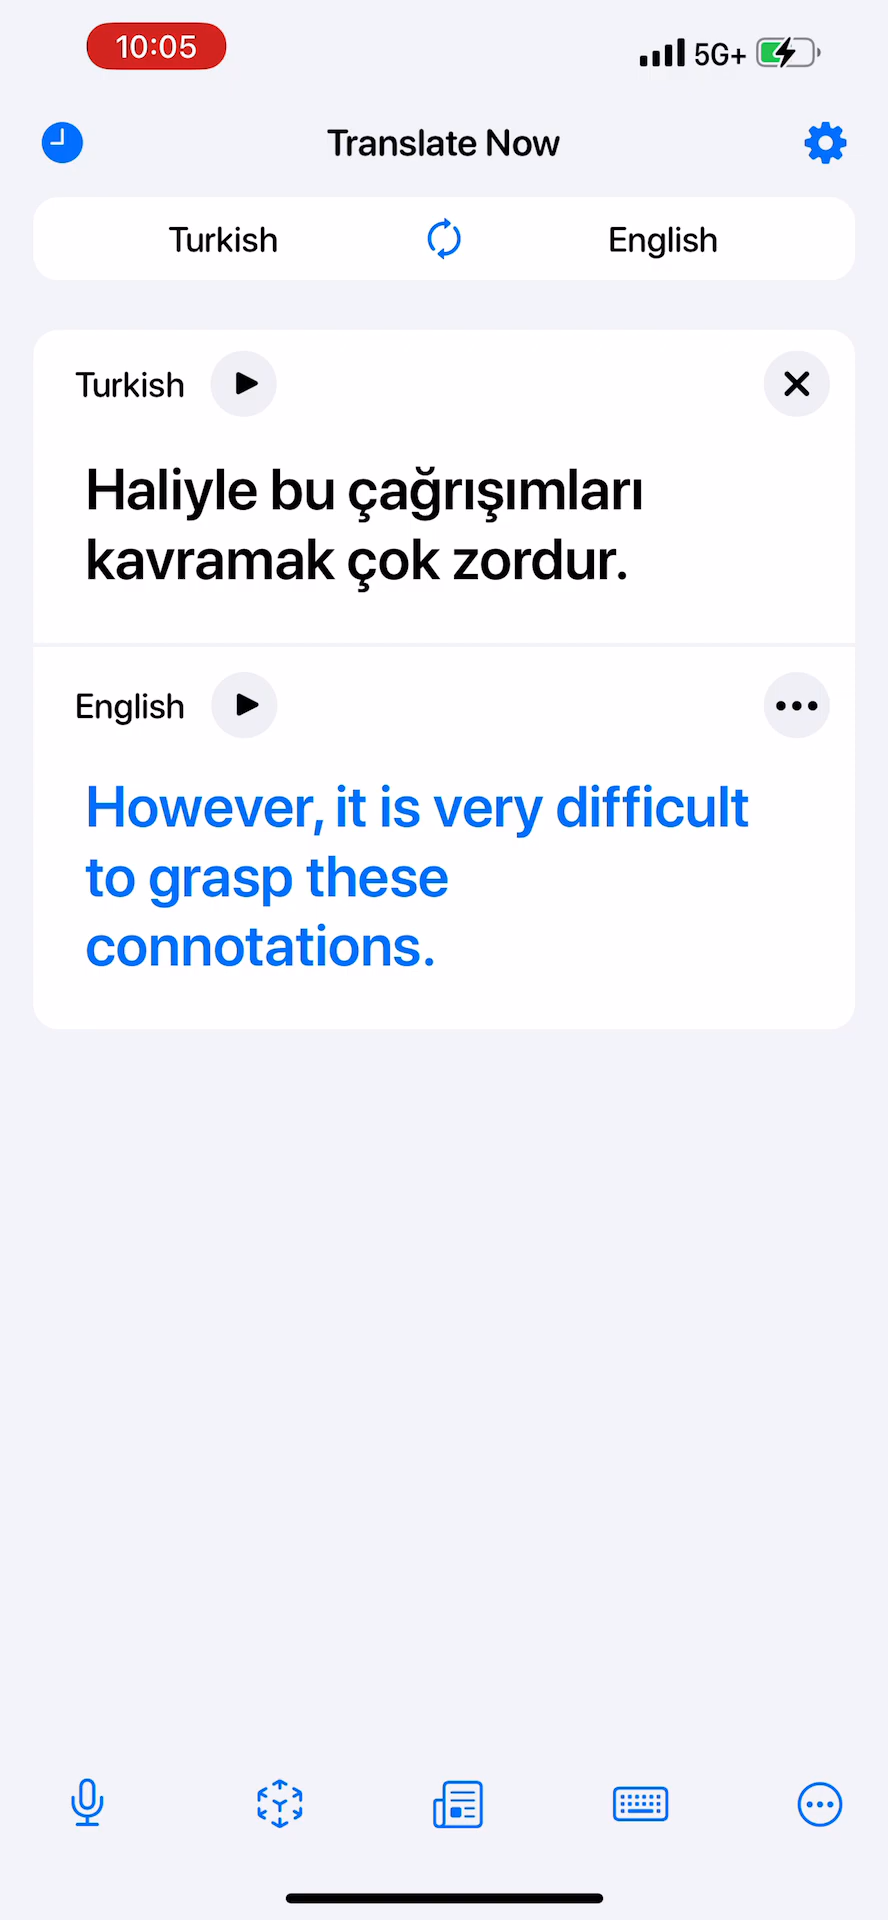 10:05
5G+
Translate Now
Turkish
English
Turkish
Haliyle bu çağrışımları
kavramak çok zordur.
English
However, it is very difficult
to grasp these
connotations.